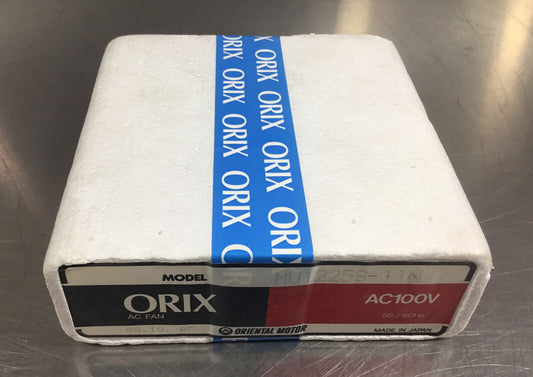 ORIX ORIX ORIX ORIX O
IX ORIX ORIX ORIX
MODEL MU1225S-11N
ORIX
AC FAN
AC100V
50/60Hz
ORIENTAL MOTOR
MADE IN JAPAN